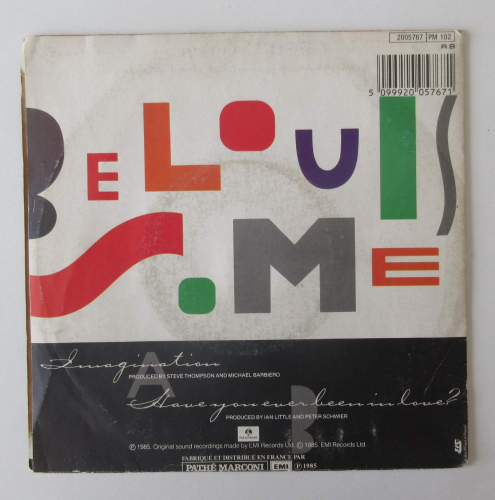 2005767 PM 102
AB
5 099920 057671
BELOUIS
SOME
Imagination
PRODUCED BY STEVE THOMPSON AND MICHAEL BARBIERO
A
Have you ever been in love?
B
PRODUCED BY IAN LITTLE AND PETER SCHWIER
℗ 1985. Original sound recordings made by EMI Records Ltd. © 1985. EMI Records Ltd.
FABRIQUÉ ET DISTRIBUÉ EN FRANCE PAR
PATHÉ MARCONI EMI ℗ 1985